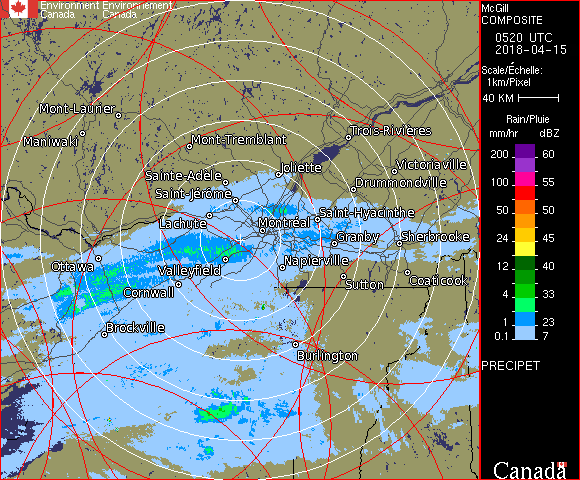 Environment Environnement
Canada Canada
McGill
COMPOSITE
0520 UTC
2018-04-15
Scale/Échelle:
1km/Pixel
40 KM
Rain/Pluie
mm/hr dBZ
200 60
100 55
50 50
24 45
12 40
4 33
1 23
0.1 7
PRECIPET
Mont-Laurier
Maniwaki
Mont-Tremblant
Trois-Rivières
Victoriaville
Joliette
Sainte-Adèle
Drummondville
Saint-Jérôme
Saint-Hyacinthe
Lachute
Montréal
Granby
Sherbrooke
Ottawa
Valleyfield
Napierville
Cornwall
Sutton
Coaticook
Brockville
Burlington
Canada